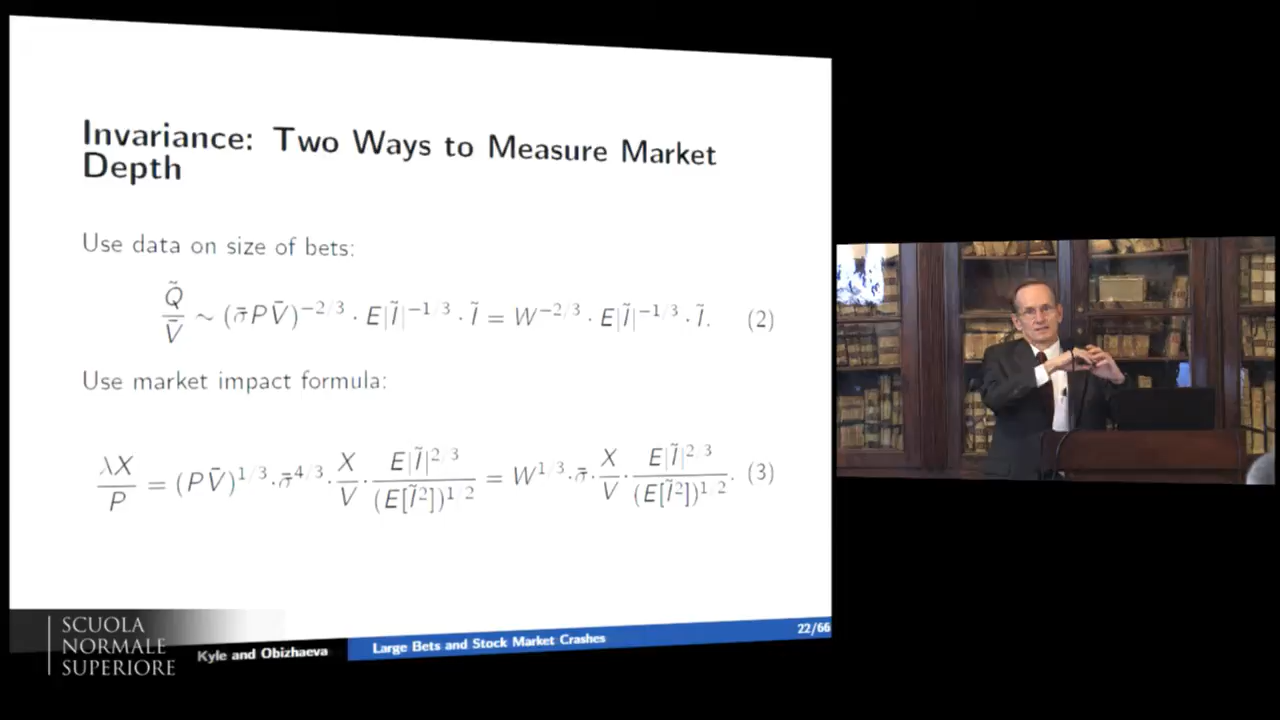 Invariance: Two Ways to Measure Market
Depth
Use data on size of bets:
Q̃/V̄ ∼ (σ̄PV̄)^{−2/3} · E|Ĩ|^{−1/3} · Ĩ = W^{−2/3} · E|Ĩ|^{−1/3} · Ĩ. (2)
Use market impact formula:
λX/P = (PV̄)^{1/3} · σ̄^{4/3} · X/V · E|Ĩ|^{2/3}/(E[Ĩ²])^{1/2} = W^{1/3} · σ̄ · X/V · E|Ĩ|^{2/3}/(E[Ĩ²])^{1/2}. (3)
SCUOLA
NORMALE
SUPERIORE
Kyle and Obizhaeva
Large Bets and Stock Market Crashes
22/66